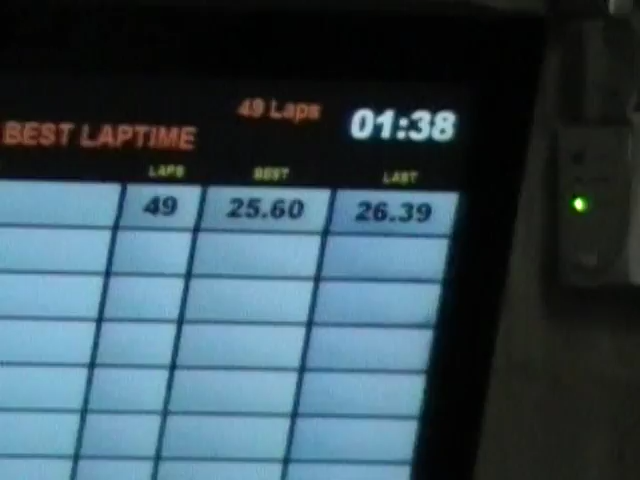 49 Laps
01:38
BEST LAPTIME
LAPS BEST LAST
49 25.60 26.39